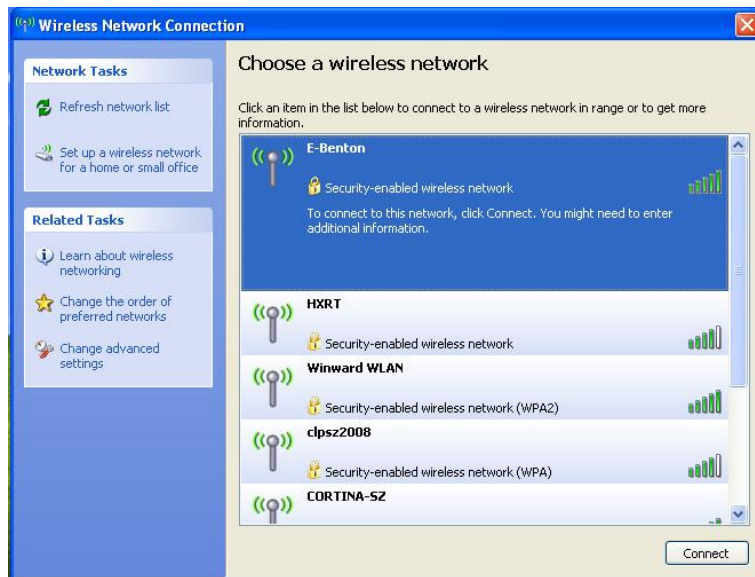 Wireless Network Connection
Network Tasks
Refresh network list
Set up a wireless network
for a home or small office
Related Tasks
Learn about wireless
networking
Change the order of
preferred networks
Change advanced
settings
Choose a wireless network
Click an item in the list below to connect to a wireless network in range or to get more
information.
E-Benton
Security-enabled wireless network
To connect to this network, click Connect. You might need to enter
additional information.
HXRT
Security-enabled wireless network
Winward WLAN
Security-enabled wireless network (WPA2)
clpsz2008
Security-enabled wireless network (WPA)
CORTINA-SZ
Connect